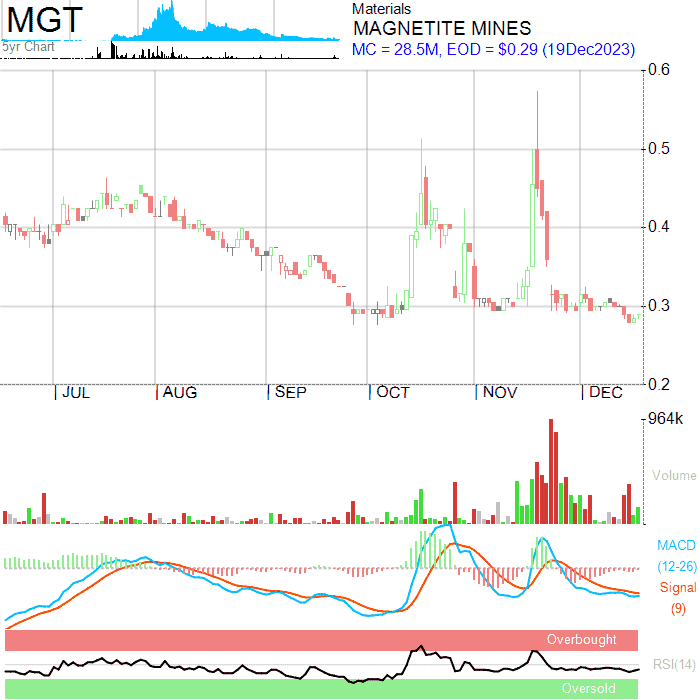 MGT
5yr Chart
Materials
MAGNETITE MINES
MC = 28.5M, EOD = $0.29 (19Dec2023)
0.6
0.5
0.4
0.3
0.2
JUL AUG SEP OCT NOV DEC
964k
Volume
MACD
(12-26)
Signal
(9)
Overbought
RSI(14)
Oversold